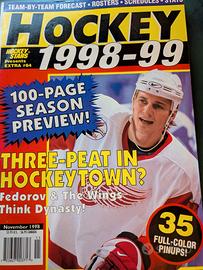 TEAM-BY-TEAM FORECAST • ROSTERS • SCHEDULES • STATS
HOCKEY
HOCKEY STARS
Presents
EXTRA #64
1998-99
100-PAGE
SEASON
PREVIEW!
THREE-PEAT IN
HOCKEYTOWN?
Fedorov & The Wings
Think Dynasty!
November 1998
35
FULL-COLOR
PINUPS!